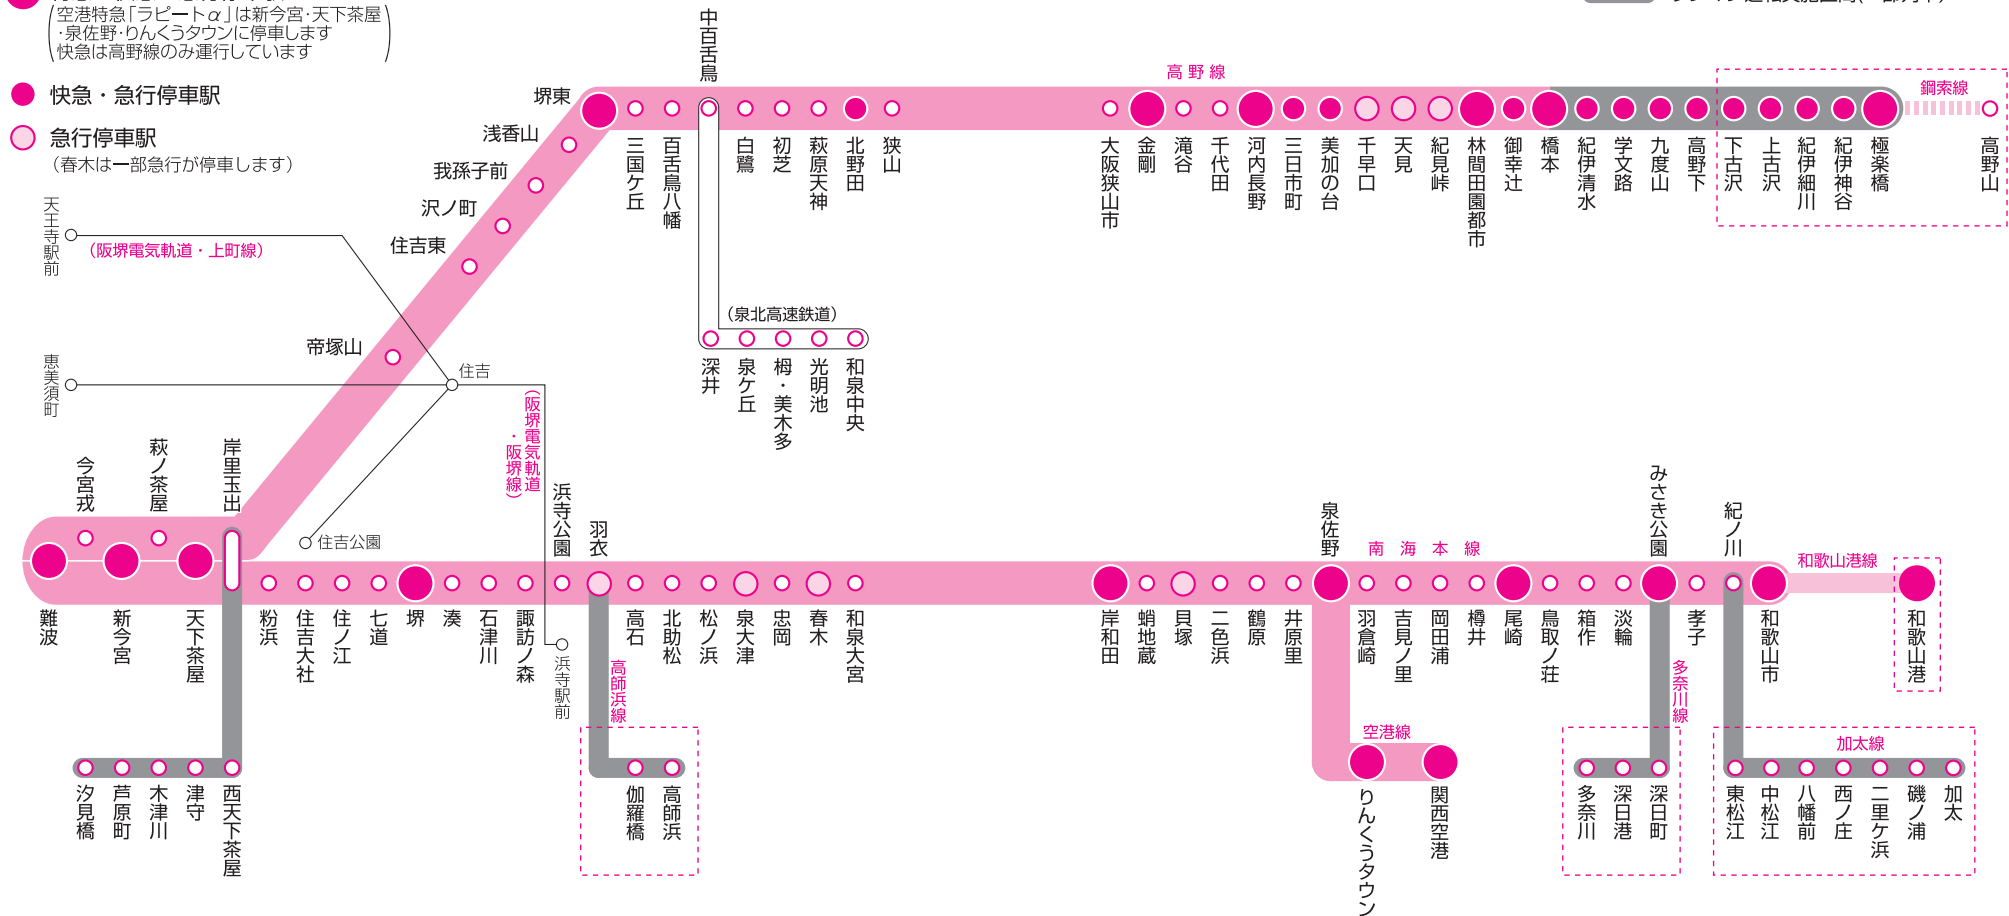 空港特急「ラピートα」は新今宮・天下茶屋
・泉佐野・りんくうタウンに停車します
快急は高野線のみ運行しています
快急・急行停車駅
急行停車駅
（春木は一部急行が停車します）
中百舌鳥
高野線
鋼索線
堺東
浅香山
我孫子前
沢ノ町
住吉東
帝塚山
三国ケ丘
百舌鳥八幡
白鷺
初芝
萩原天神
北野田
狭山
大阪狭山市
金剛
滝谷
千代田
河内長野
三日市町
美加の台
千早口
天見
紀見峠
林間田園都市
御幸辻
橋本
紀伊清水
学文路
九度山
高野下
下古沢
上古沢
紀伊細川
紀伊神谷
極楽橋
高野山
天王寺駅前
（阪堺電気軌道・上町線）
恵美須町
住吉
（阪堺電気軌道
・阪堺線）
住吉公園
浜寺駅前
（泉北高速鉄道）
深井
泉ケ丘
栂・美木多
光明池
和泉中央
今宮戎
萩ノ茶屋
岸里玉出
浜寺公園
羽衣
泉佐野
南海本線
みさき公園
紀ノ川
和歌山港線
難波
新今宮
天下茶屋
粉浜
住吉大社
住ノ江
七道
堺
湊
石津川
諏訪ノ森
高石
北助松
松ノ浜
泉大津
忠岡
春木
和泉大宮
岸和田
蛸地蔵
貝塚
二色浜
鶴原
井原里
羽倉崎
吉見ノ里
岡田浦
樽井
尾崎
鳥取ノ荘
箱作
淡輪
孝子
和歌山市
和歌山港
高師浜線
空港線
多奈川線
加太線
汐見橋
芦原町
木津川
津守
西天下茶屋
伽羅橋
高師浜
りんくうタウン
関西空港
多奈川
深日港
深日町
東松江
中松江
八幡前
西ノ庄
二里ケ浜
磯ノ浦
加太